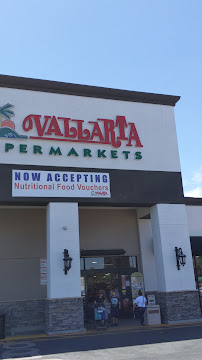 VALLARTA
PERMARKETS
NOW ACCEPTING
Nutritional Food Vouchers